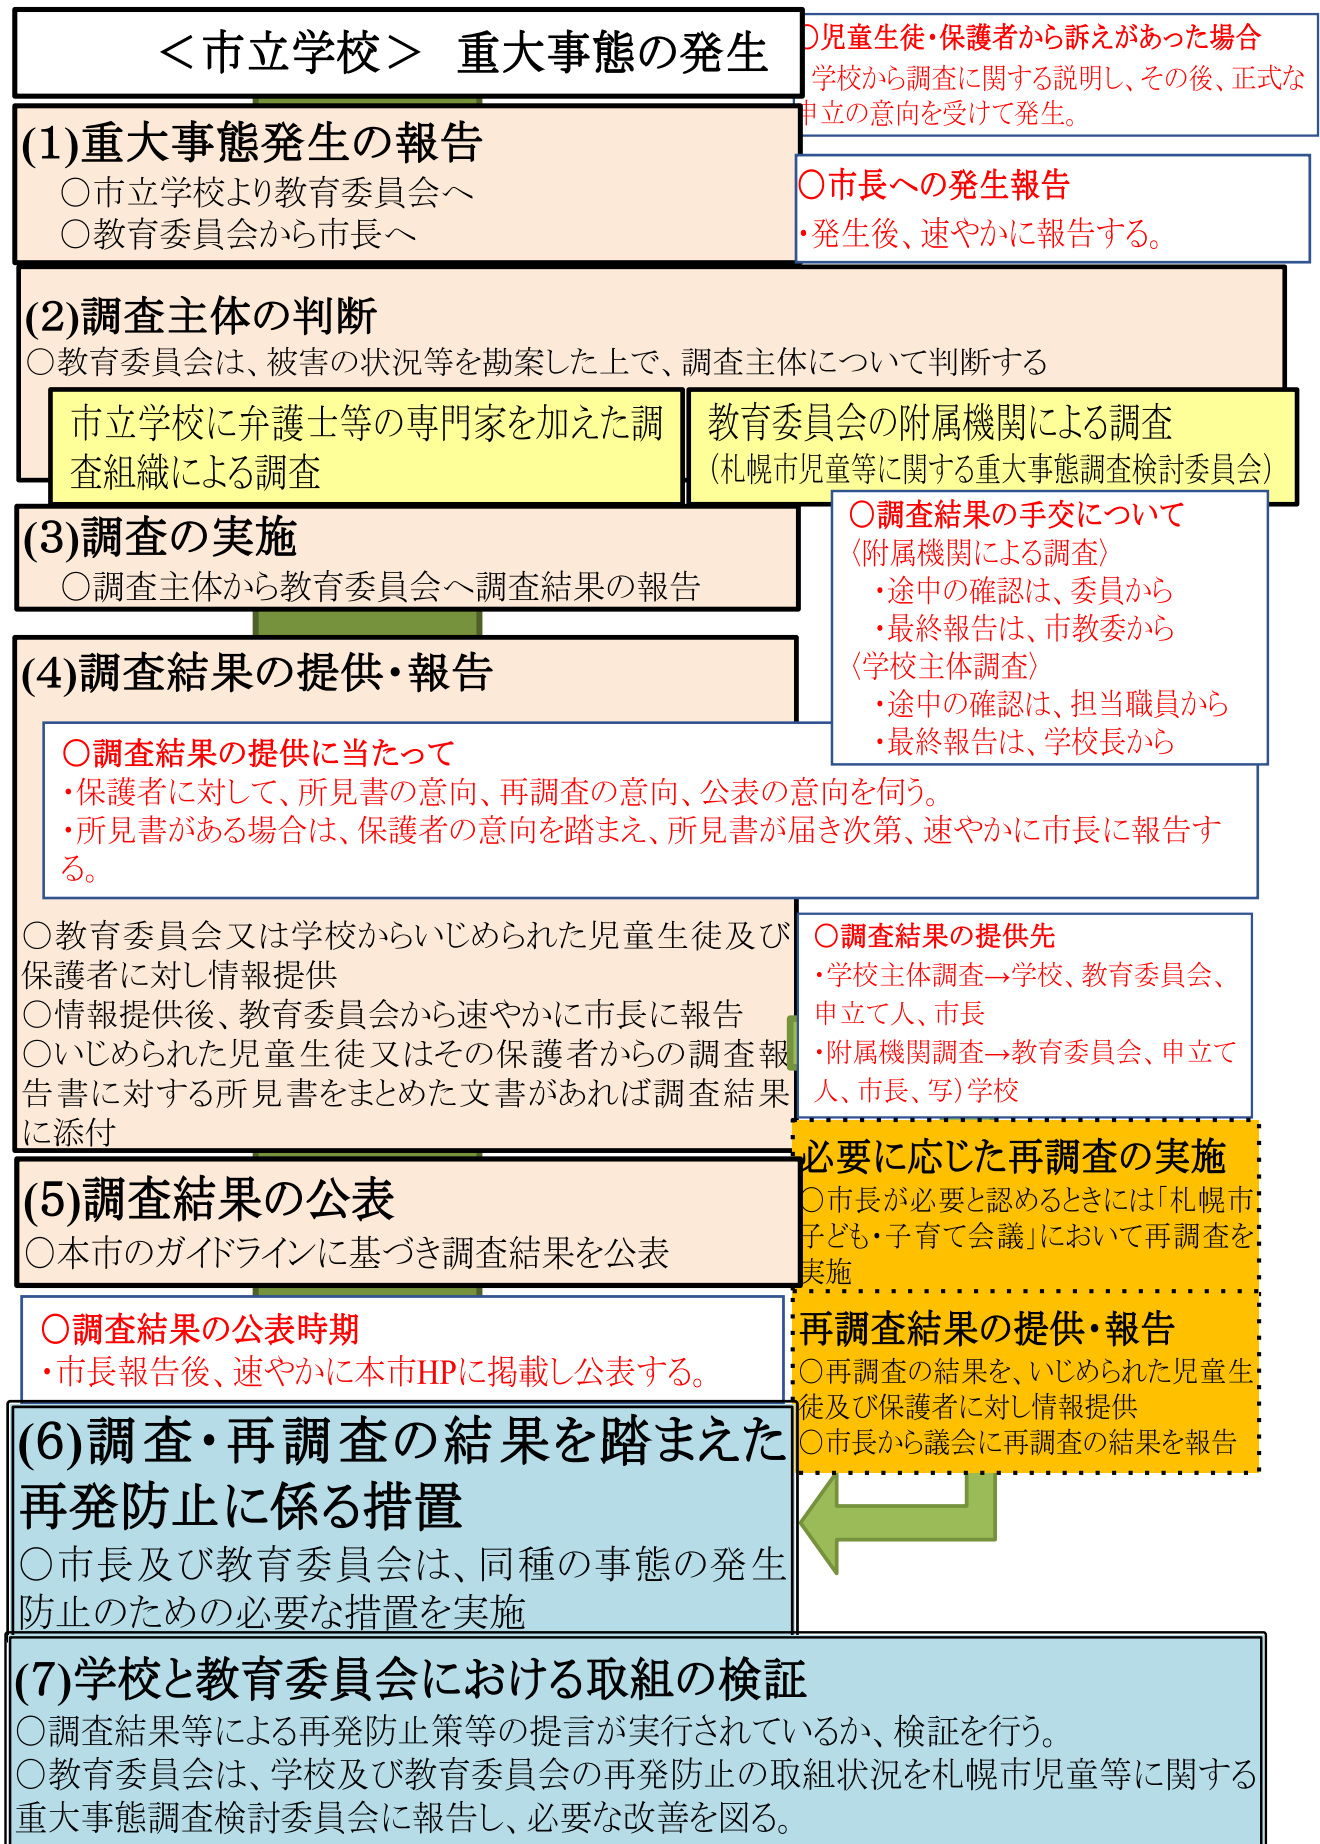 ＜市立学校＞　重大事態の発生
○児童生徒・保護者から訴えがあった場合
学校から調査に関する説明し、その後、正式な
申立の意向を受けて発生。
(1)重大事態発生の報告
○市立学校より教育委員会へ
○教育委員会から市長へ
○市長への発生報告
・発生後、速やかに報告する。
(2)調査主体の判断
○教育委員会は、被害の状況等を勘案した上で、調査主体について判断する
市立学校に弁護士等の専門家を加えた調
査組織による調査
教育委員会の附属機関による調査
（札幌市児童等に関する重大事態調査検討委員会）
(3)調査の実施
○調査主体から教育委員会へ調査結果の報告
○調査結果の手交について
〈附属機関による調査〉
・途中の確認は、委員から
・最終報告は、市教委から
〈学校主体調査〉
・途中の確認は、担当職員から
・最終報告は、学校長から
(4)調査結果の提供・報告
○調査結果の提供に当たって
・保護者に対して、所見書の意向、再調査の意向、公表の意向を伺う。
・所見書がある場合は、保護者の意向を踏まえ、所見書が届き次第、速やかに市長に報告す
る。
○教育委員会又は学校からいじめられた児童生徒及び
保護者に対し情報提供
○情報提供後、教育委員会から速やかに市長に報告
○いじめられた児童生徒又はその保護者からの調査報
告書に対する所見書をまとめた文書があれば調査結果
に添付
○調査結果の提供先
・学校主体調査→学校、教育委員会、
申立て人、市長
・附属機関調査→教育委員会、申立て
人、市長、写）学校
必要に応じた再調査の実施
○市長が必要と認めるときには「札幌市
子ども・子育て会議」において再調査を
実施
(5)調査結果の公表
○本市のガイドラインに基づき調査結果を公表
○調査結果の公表時期
・市長報告後、速やかに本市HPに掲載し公表する。
再調査結果の提供・報告
○再調査の結果を、いじめられた児童生
徒及び保護者に対し情報提供
○市長から議会に再調査の結果を報告
(6)調査・再調査の結果を踏まえた
再発防止に係る措置
○市長及び教育委員会は、同種の事態の発生
防止のための必要な措置を実施
(7)学校と教育委員会における取組の検証
○調査結果等による再発防止策等の提言が実行されているか、検証を行う。
○教育委員会は、学校及び教育委員会の再発防止の取組状況を札幌市児童等に関する
重大事態調査検討委員会に報告し、必要な改善を図る。